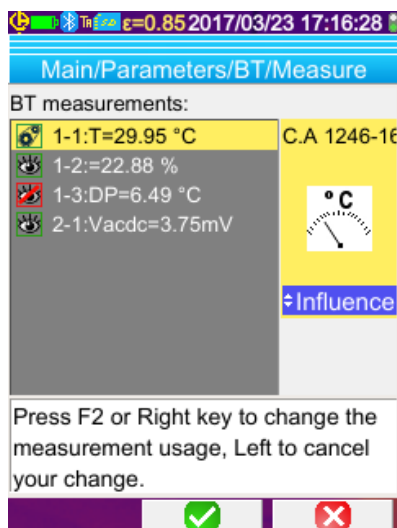 TA ε=0.85 2017/03/23 17:16:28
Main/Parameters/BT/Measure
BT measurements:
1-1:T=29.95 °C
1-2:=22.88 %
1-3:DP=6.49 °C
2-1:Vacdc=3.75mV
C.A 1246-16
°C
Influence
Press F2 or Right key to change the
measurement usage, Left to cancel
your change.